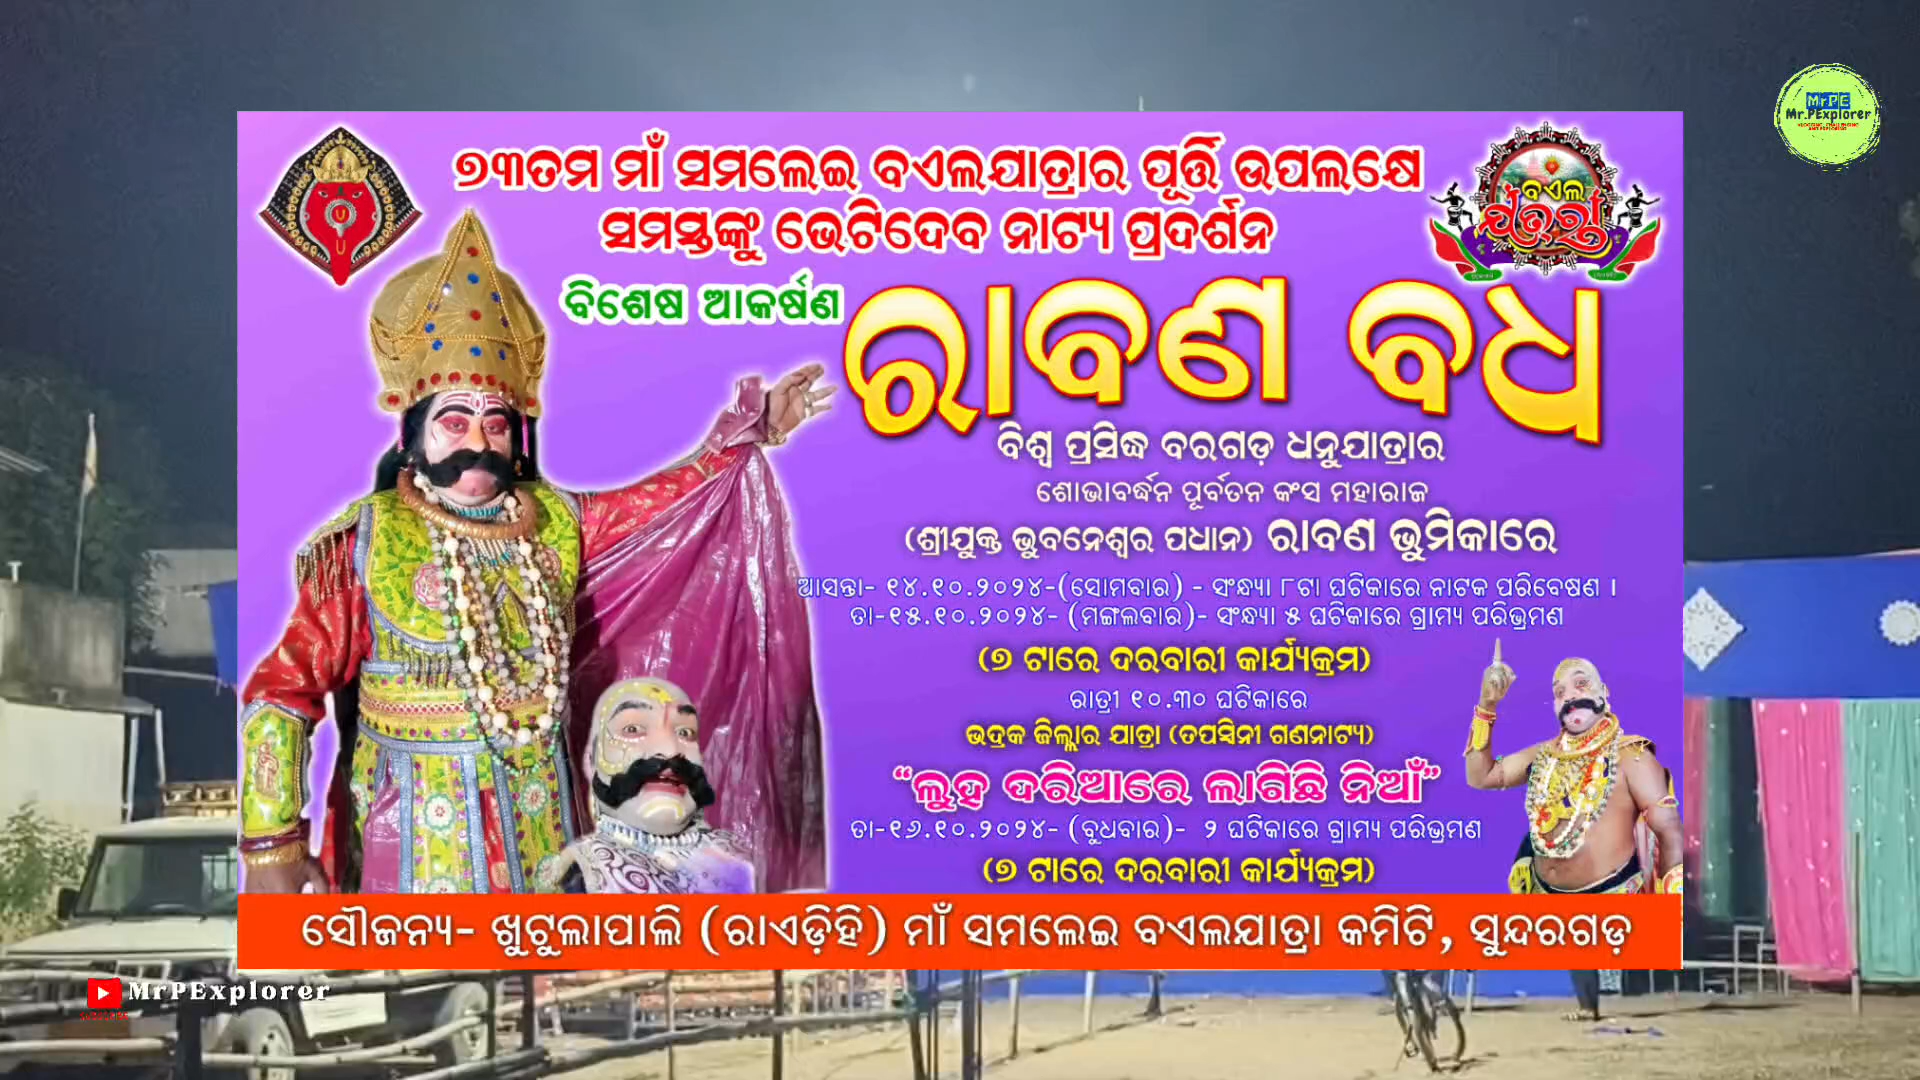 MrPE
Mr.PExplorer
୭୩ତମ ମାଁ ସମଲେଇ ବଏଲଯାତ୍ରାର ପୂର୍ତ୍ତି ଉପଲକ୍ଷେ
ସମସ୍ତଙ୍କୁ ଭେଟିଦେବ ନାଟ୍ୟ ପ୍ରଦର୍ଶନ
ବଏଲ
ଯାତ୍ରା
ବିଶେଷ ଆକର୍ଷଣ
ରାବଣ ବଧ
ବିଶ୍ୱ ପ୍ରସିଦ୍ଧ ବରଗଡ଼ ଧନୁଯାତ୍ରାର
ଶୋଭାବର୍ଦ୍ଧନ ପୂର୍ବତନ କଂସ ମହାରାଜ
(ଶ୍ରୀଯୁକ୍ତ ଭୁବନେଶ୍ୱର ପଧାନ) ରାବଣ ଭୁମିକାରେ
ଆସନ୍ତା- ୧୪.୧୦.୨୦୨୪-(ସୋମବାର) - ସଂନ୍ଧ୍ୟା ୮ଟା ଘଟିକାରେ ନାଟକ ପରିବେଷଣ ।
ତା-୧୫.୧୦.୨୦୨୪- (ମଙ୍ଗଲବାର)- ସଂନ୍ଧ୍ୟା ୫ ଘଟିକାରେ ଗ୍ରାମ୍ୟ ପରିଭ୍ରମଣ
(୭ ଟାରେ ଦରବାରୀ କାର୍ଯ୍ୟକ୍ରମ)
ରାତ୍ରୀ ୧୦.୩୦ ଘଟିକାରେ
ଭଦ୍ରକ ଜିଲ୍ଲାର ଯାତ୍ରା (ତପସ୍ୱିନୀ ଗଣନାଟ୍ୟ)
“ଲୁହ ଦରିଆରେ ଲାଗିଛି ନିଆଁ”
ତା-୧୬.୧୦.୨୦୨୪- (ବୁଧବାର)- ୨ ଘଟିକାରେ ଗ୍ରାମ୍ୟ ପରିଭ୍ରମଣ
(୭ ଟାରେ ଦରବାରୀ କାର୍ଯ୍ୟକ୍ରମ)
ସୌଜନ୍ୟ- ଖୁଟୁଲାପାଲି (ରାଏଡ଼ିହି) ମାଁ ସମଲେଇ ବଏଲଯାତ୍ରା କମିଟି, ସୁନ୍ଦରଗଡ଼
MrPExplorer